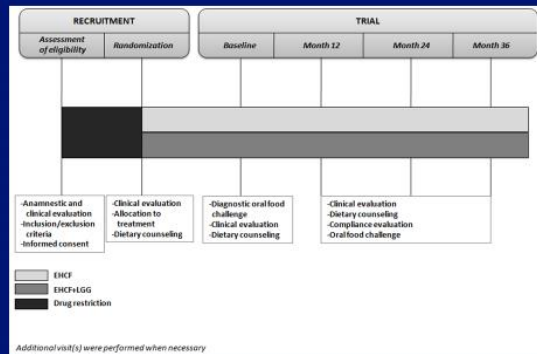 RECRUITMENT
TRIAL
Assessment
of eligibility
Randomization
Baseline
Month 12
Month 24
Month 36
-Anamnestic and
clinical evaluation
-Inclusion/exclusion
criteria
-Informed consent
-Clinical evaluation
-Allocation to
treatment
-Dietary counseling
-Diagnostic oral food
challenge
-Clinical evaluation
-Dietary counseling
-Clinical evaluation
-Dietary counseling
-Compliance evaluation
-Oral food challenge
EHCF
EHCF+LGG
Drug restriction
Additional visit(s) were performed when necessary